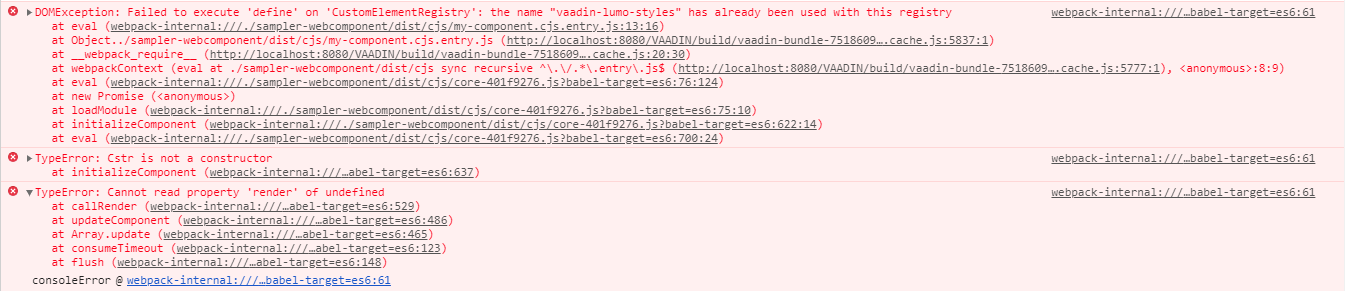 DOMException: Failed to execute 'define' on 'CustomElementRegistry': the name "vaadin-lumo-styles" has already been used with this registry webpack-internal:///…babel-target=es6:61
at eval (webpack-internal:///./sampler-webcomponent/dist/cjs/my-component.cjs.entry.js:13:16)
at Object../sampler-webcomponent/dist/cjs/my-component.cjs.entry.js (http://localhost:8080/VAADIN/build/vaadin-bundle-7518609….cache.js:5837:1)
at __webpack_require__ (http://localhost:8080/VAADIN/build/vaadin-bundle-7518609….cache.js:20:30)
at webpackContext (eval at ./sampler-webcomponent/dist/cjs sync recursive ^\.\/.*\.entry\.js$ (http://localhost:8080/VAADIN/build/vaadin-bundle-7518609….cache.js:5777:1), <anonymous>:8:9)
at eval (webpack-internal:///./sampler-webcomponent/dist/cjs/core-401f9276.js?babel-target=es6:76:124)
at new Promise (<anonymous>)
at loadModule (webpack-internal:///./sampler-webcomponent/dist/cjs/core-401f9276.js?babel-target=es6:75:10)
at initializeComponent (webpack-internal:///./sampler-webcomponent/dist/cjs/core-401f9276.js?babel-target=es6:622:14)
at eval (webpack-internal:///./sampler-webcomponent/dist/cjs/core-401f9276.js?babel-target=es6:700:24)
TypeError: Cstr is not a constructor webpack-internal:///…babel-target=es6:61
at initializeComponent (webpack-internal:///…abel-target=es6:637)
TypeError: Cannot read property 'render' of undefined webpack-internal:///…babel-target=es6:61
at callRender (webpack-internal:///…abel-target=es6:529)
at updateComponent (webpack-internal:///…abel-target=es6:486)
at Array.update (webpack-internal:///…abel-target=es6:465)
at consumeTimeout (webpack-internal:///…abel-target=es6:123)
at flush (webpack-internal:///…abel-target=es6:148)
consoleError @ webpack-internal:///…babel-target=es6:61